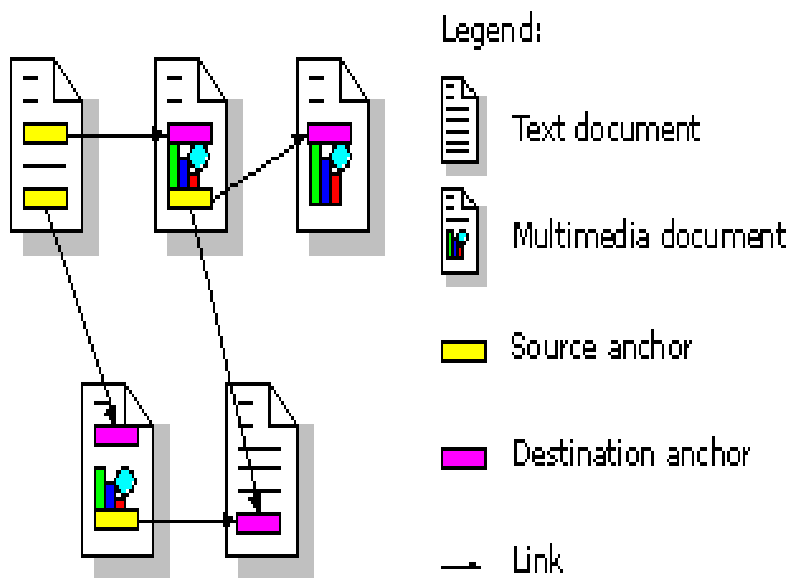 Legend:
Text document
Multimedia document
Source anchor
Destination anchor
Link